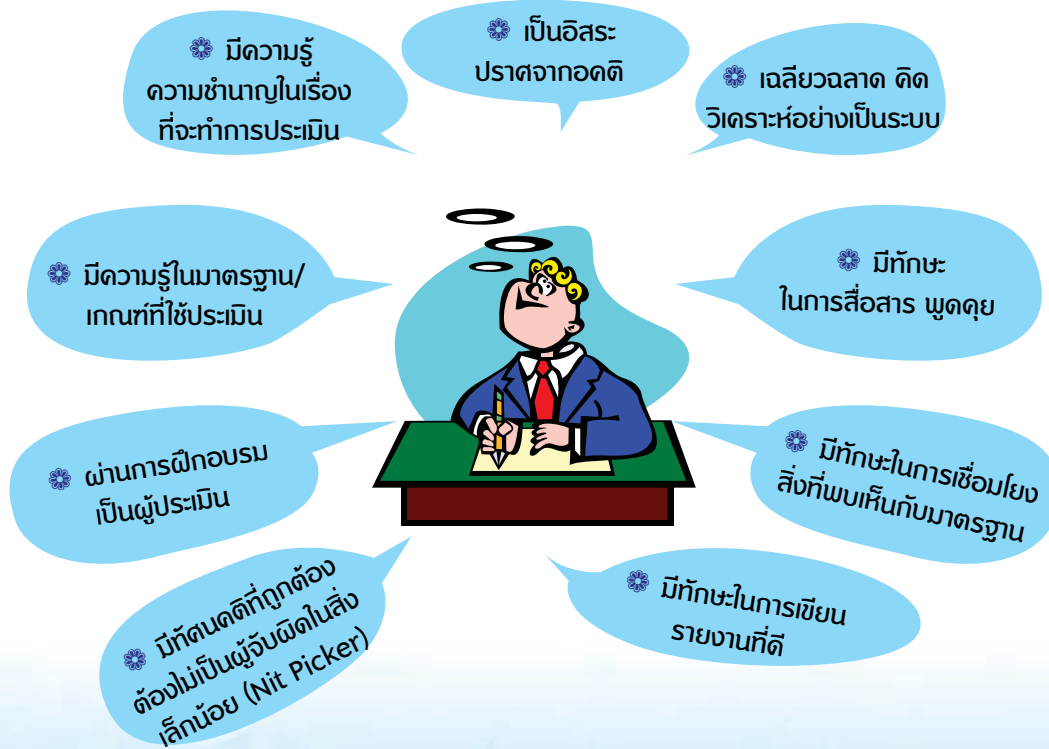 เป็นอิสระ
ปราศจากอคติ
มีความรู้
ความชำนาญในเรื่อง
ที่จะทำการประเมิน
เฉลียวฉลาด คิด
วิเคราะห์อย่างเป็นระบบ
มีความรู้ในมาตรฐาน/
เกณฑ์ที่ใช้ประเมิน
มีทักษะ
ในการสื่อสาร พูดคุย
ผ่านการฝึกอบรม
เป็นผู้ประเมิน
มีทักษะในการเชื่อมโยง
สิ่งที่พบเห็นกับมาตรฐาน
มีทัศนคติที่ถูกต้อง
ต้องไม่เป็นผู้จับผิดในสิ่ง
เล็กน้อย (Nit Picker)
มีทักษะในการเขียน
รายงานที่ดี